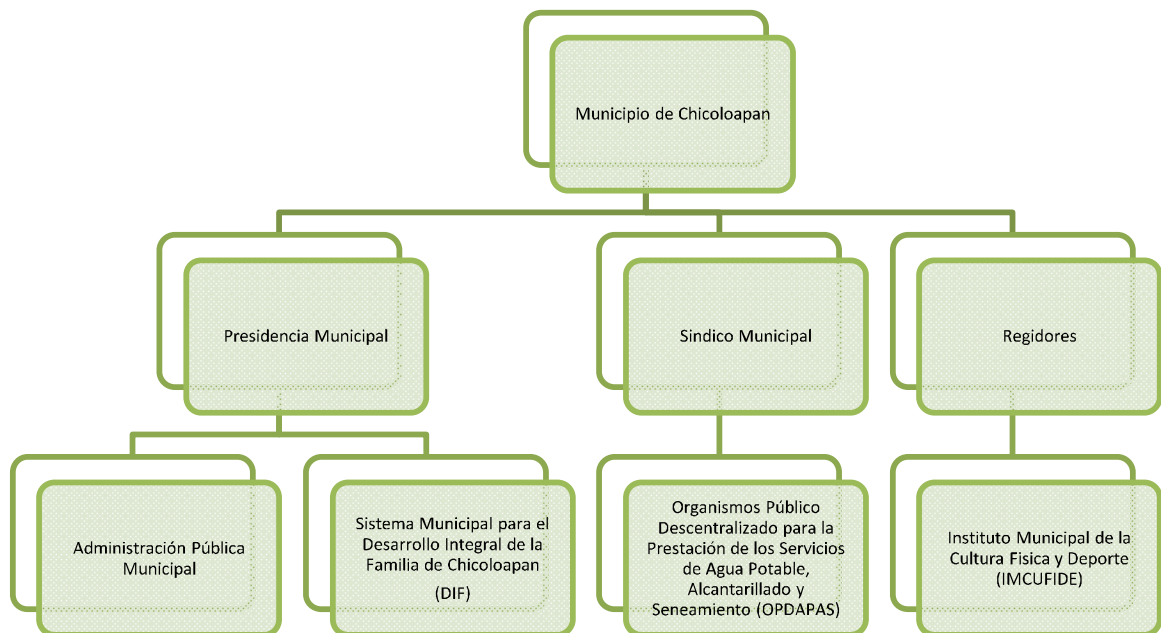 Municipio de Chicoloapan
Presidencia Municipal
Sindico Municipal
Regidores
Administración Pública
Municipal
Sistema Municipal para el
Desarrollo Integral de la
Familia de Chicoloapan
(DIF)
Organismos Público
Descentralizado para la
Prestación de los Servicios
de Agua Potable,
Alcantarillado y
Seneamiento (OPDAPAS)
Instituto Municipal de la
Cultura Fisica y Deporte
(IMCUFIDE)